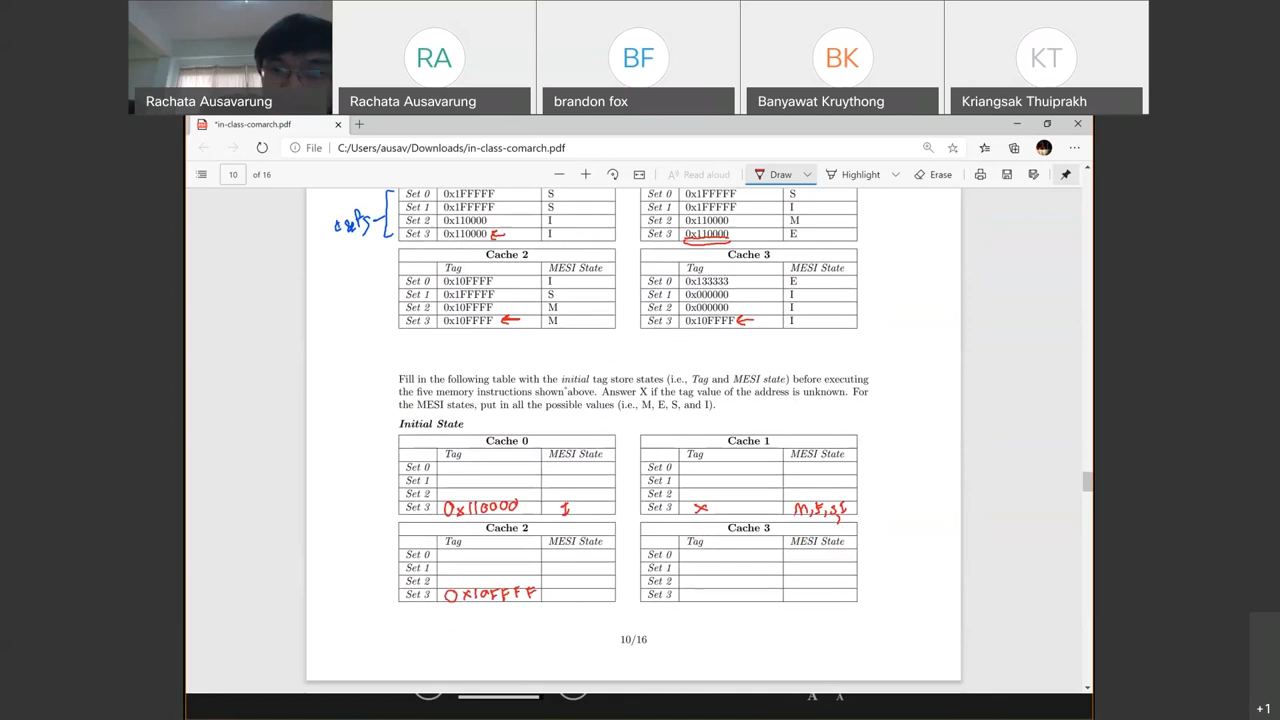 RA
BF
BK
KT
Rachata Ausavarung
Rachata Ausavarung
brandon fox
Banyawat Kruythong
Kriangsak Thuiprakh
*in-class-comarch.pdf
File
C:/Users/ausav/Downloads/in-class-comarch.pdf
10 of 16
Read aloud
Draw
Highlight
Erase
Set 0 0x1FFFFF S
Set 1 0x1FFFFF S
Set 2 0x110000 I
Set 3 0x110000 I
Set 0 0x1FFFFF S
Set 1 0x1FFFFF I
Set 2 0x110000 M
Set 3 0x110000 E
Cache 2
Tag MESI State
Set 0 0x10FFFF I
Set 1 0x1FFFFF S
Set 2 0x10FFFF M
Set 3 0x10FFFF M
Cache 3
Tag MESI State
Set 0 0x133333 E
Set 1 0x000000 I
Set 2 0x000000 I
Set 3 0x10FFFF I
Fill in the following table with the initial tag store states (i.e., Tag and MESI state) before executing
the five memory instructions shown above. Answer X if the tag value of the address is unknown. For
the MESI states, put in all the possible values (i.e., M, E, S, and I).
Initial State
Cache 0
Tag MESI State
Set 0
Set 1
Set 2
Set 3 0x110000 I
Cache 1
Tag MESI State
Set 0
Set 1
Set 2
Set 3 X M,E,S,I
Cache 2
Tag MESI State
Set 0
Set 1
Set 2
Set 3 0x10FFFF
Cache 3
Tag MESI State
Set 0
Set 1
Set 2
Set 3
10/16
A A
+1